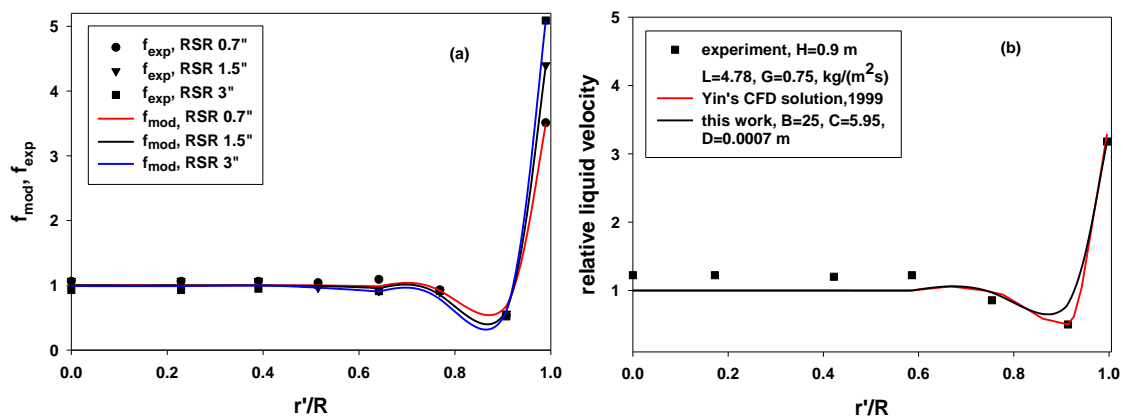 f_exp, RSR 0.7"
f_exp, RSR 1.5"
f_exp, RSR 3"
f_mod, RSR 0.7"
f_mod, RSR 1.5"
f_mod, RSR 3"
(a)
f_mod, f_exp
5
4
3
2
1
0
0.0
0.2
0.4
0.6
0.8
1.0
r'/R
experiment, H=0.9 m
L=4.78, G=0.75, kg/(m²s)
Yin's CFD solution,1999
this work, B=25, C=5.95,
D=0.0007 m
(b)
relative liquid velocity
5
4
3
2
1
0.0
0.2
0.4
0.6
0.8
1.0
r'/R